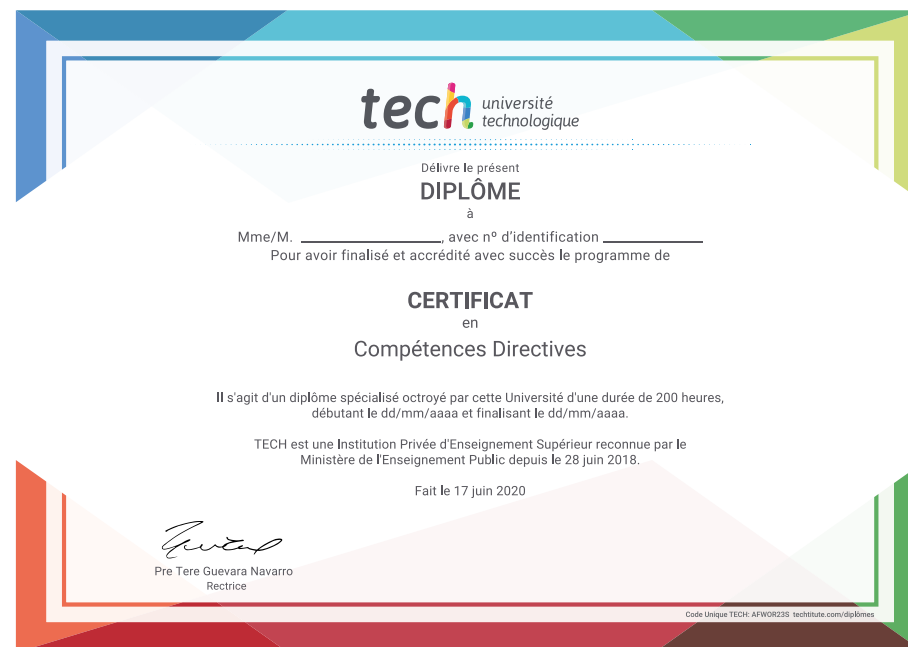 tech université
technologique
Délivre le présent
DIPLÔME
à
Mme/M. ____________________, avec nº d'identification ______________
Pour avoir finalisé et accrédité avec succès le programme de
CERTIFICAT
en
Compétences Directives
Il s'agit d'un diplôme spécialisé octroyé par cette Université d'une durée de 200 heures,
débutant le dd/mm/aaaa et finalisant le dd/mm/aaaa.
TECH est une Institution Privée d'Enseignement Supérieur reconnue par le
Ministère de l'Enseignement Public depuis le 28 juin 2018.
Fait le 17 juin 2020
Pre Tere Guevara Navarro
Rectrice
Code Unique TECH: AFWOR23S techtitute.com/diplômes